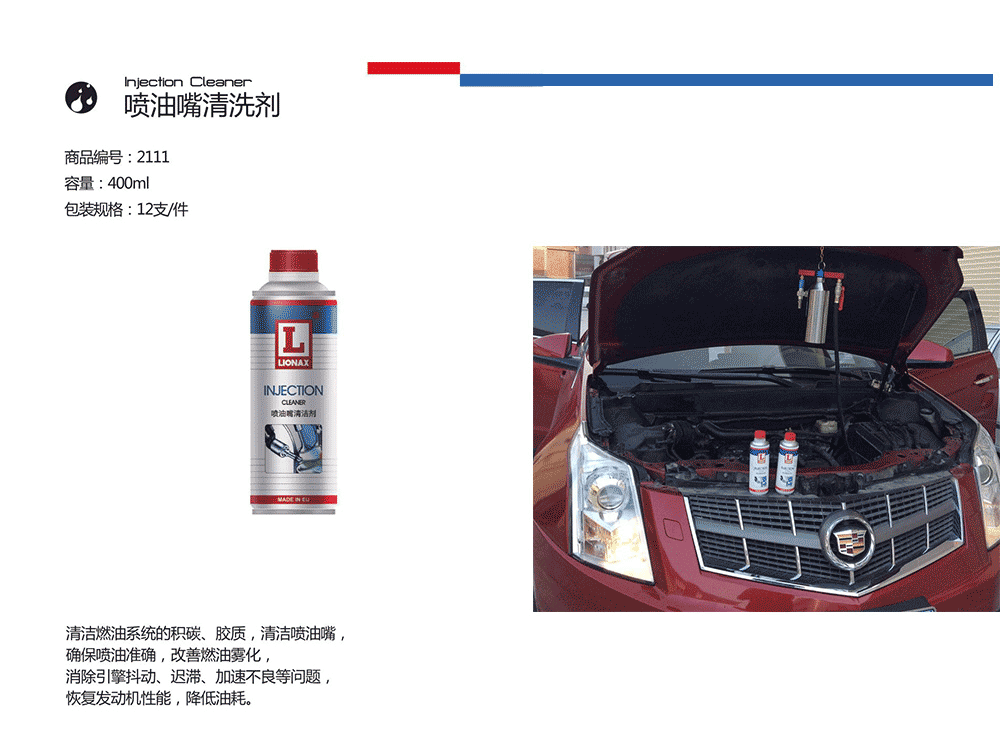 Injection Cleaner
喷油嘴清洗剂
商品编号：2111
容量：400ml
包装规格：12支/件
L
LIONAX
INJECTION
CLEANER
喷油嘴清洁剂
MADE IN EU
清洁燃油系统的积碳、胶质，清洁喷油嘴，
确保喷油准确，改善燃油雾化，
消除引擎抖动、迟滞、加速不良等问题，
恢复发动机性能，降低油耗。